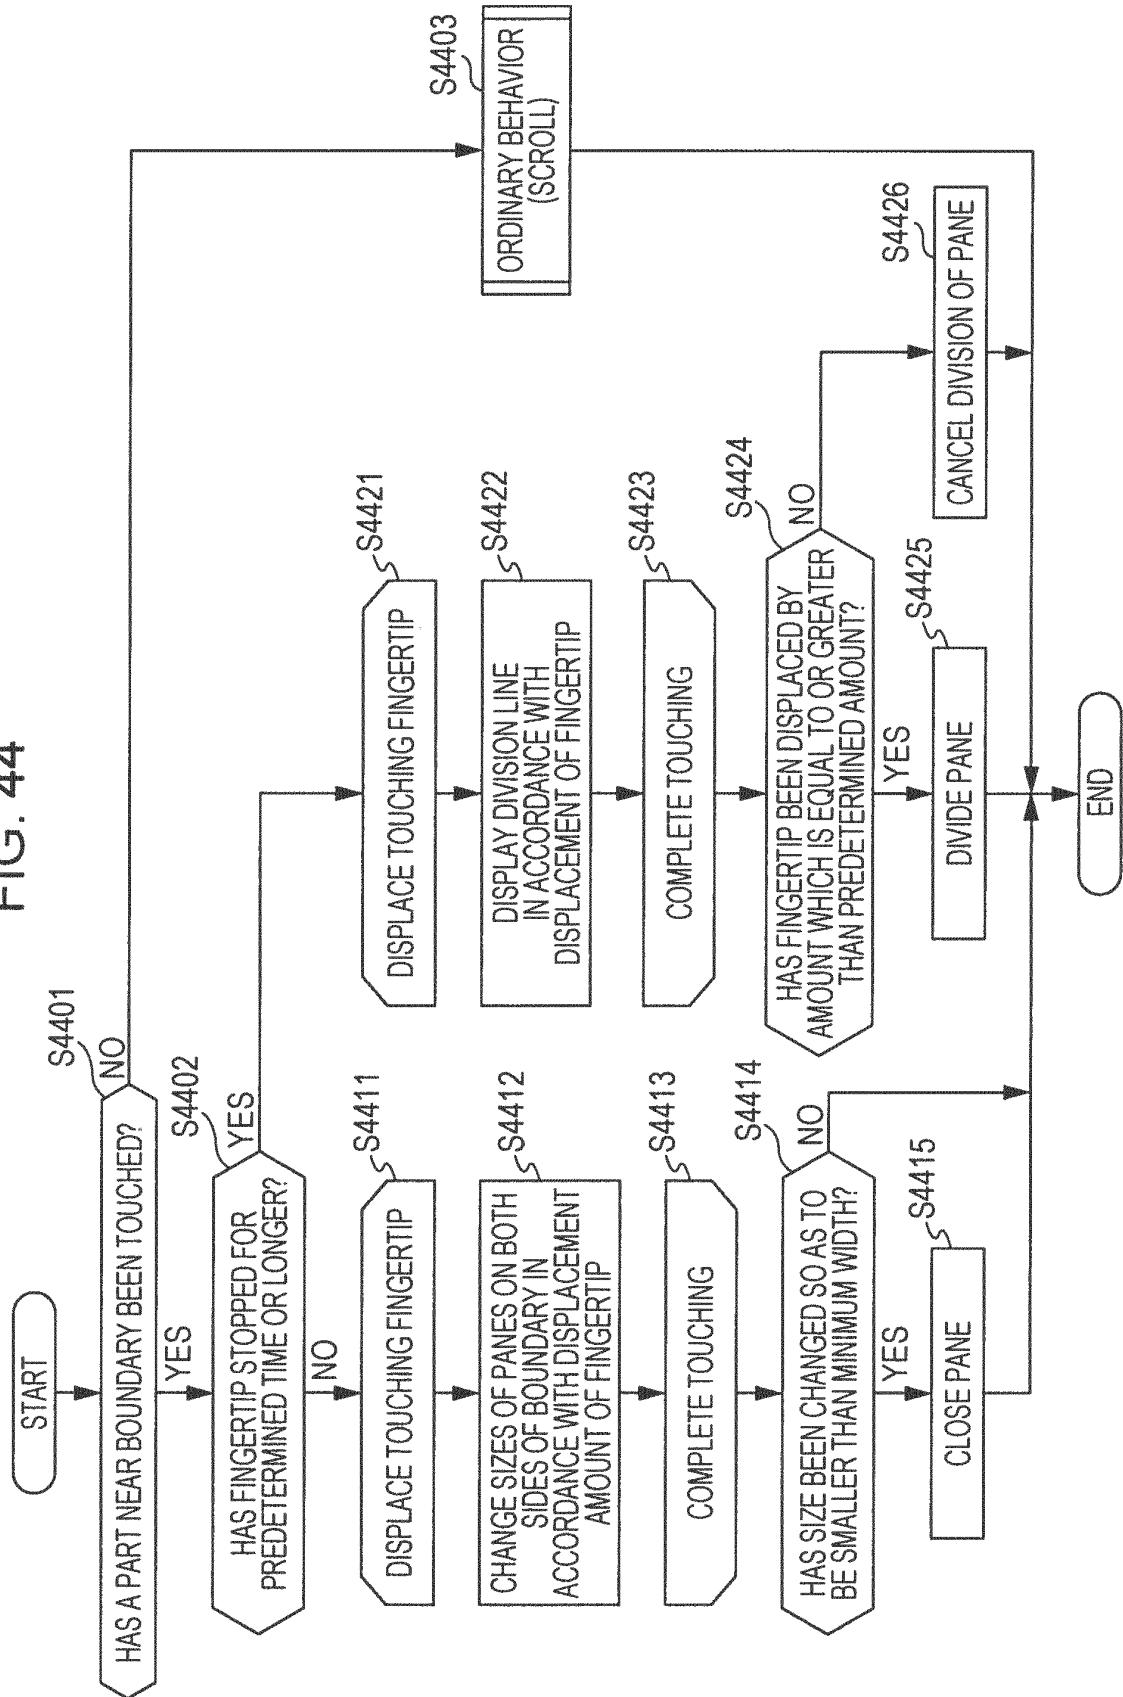 FIG. 44
START
S4401
HAS A PART NEAR BOUNDARY BEEN TOUCHED?
NO
YES
S4402
HAS FINGERTIP STOPPED FOR
PREDETERMINED TIME OR LONGER?
YES
NO
S4403
ORDINARY BEHAVIOR
(SCROLL)
S4411
DISPLACE TOUCHING FINGERTIP
S4412
CHANGE SIZES OF PANES ON BOTH
SIDES OF BOUNDARY IN
ACCORDANCE WITH DISPLACEMENT
AMOUNT OF FINGERTIP
S4413
COMPLETE TOUCHING
S4414
HAS SIZE BEEN CHANGED SO AS TO
BE SMALLER THAN MINIMUM WIDTH?
NO
YES
S4415
CLOSE PANE
S4421
DISPLACE TOUCHING FINGERTIP
S4422
DISPLAY DIVISION LINE
IN ACCORDANCE WITH
DISPLACEMENT OF FINGERTIP
S4423
COMPLETE TOUCHING
S4424
HAS FINGERTIP BEEN DISPLACED BY
AMOUNT WHICH IS EQUAL TO OR GREATER
THAN PREDETERMINED AMOUNT?
NO
YES
S4425
DIVIDE PANE
S4426
CANCEL DIVISION OF PANE
END